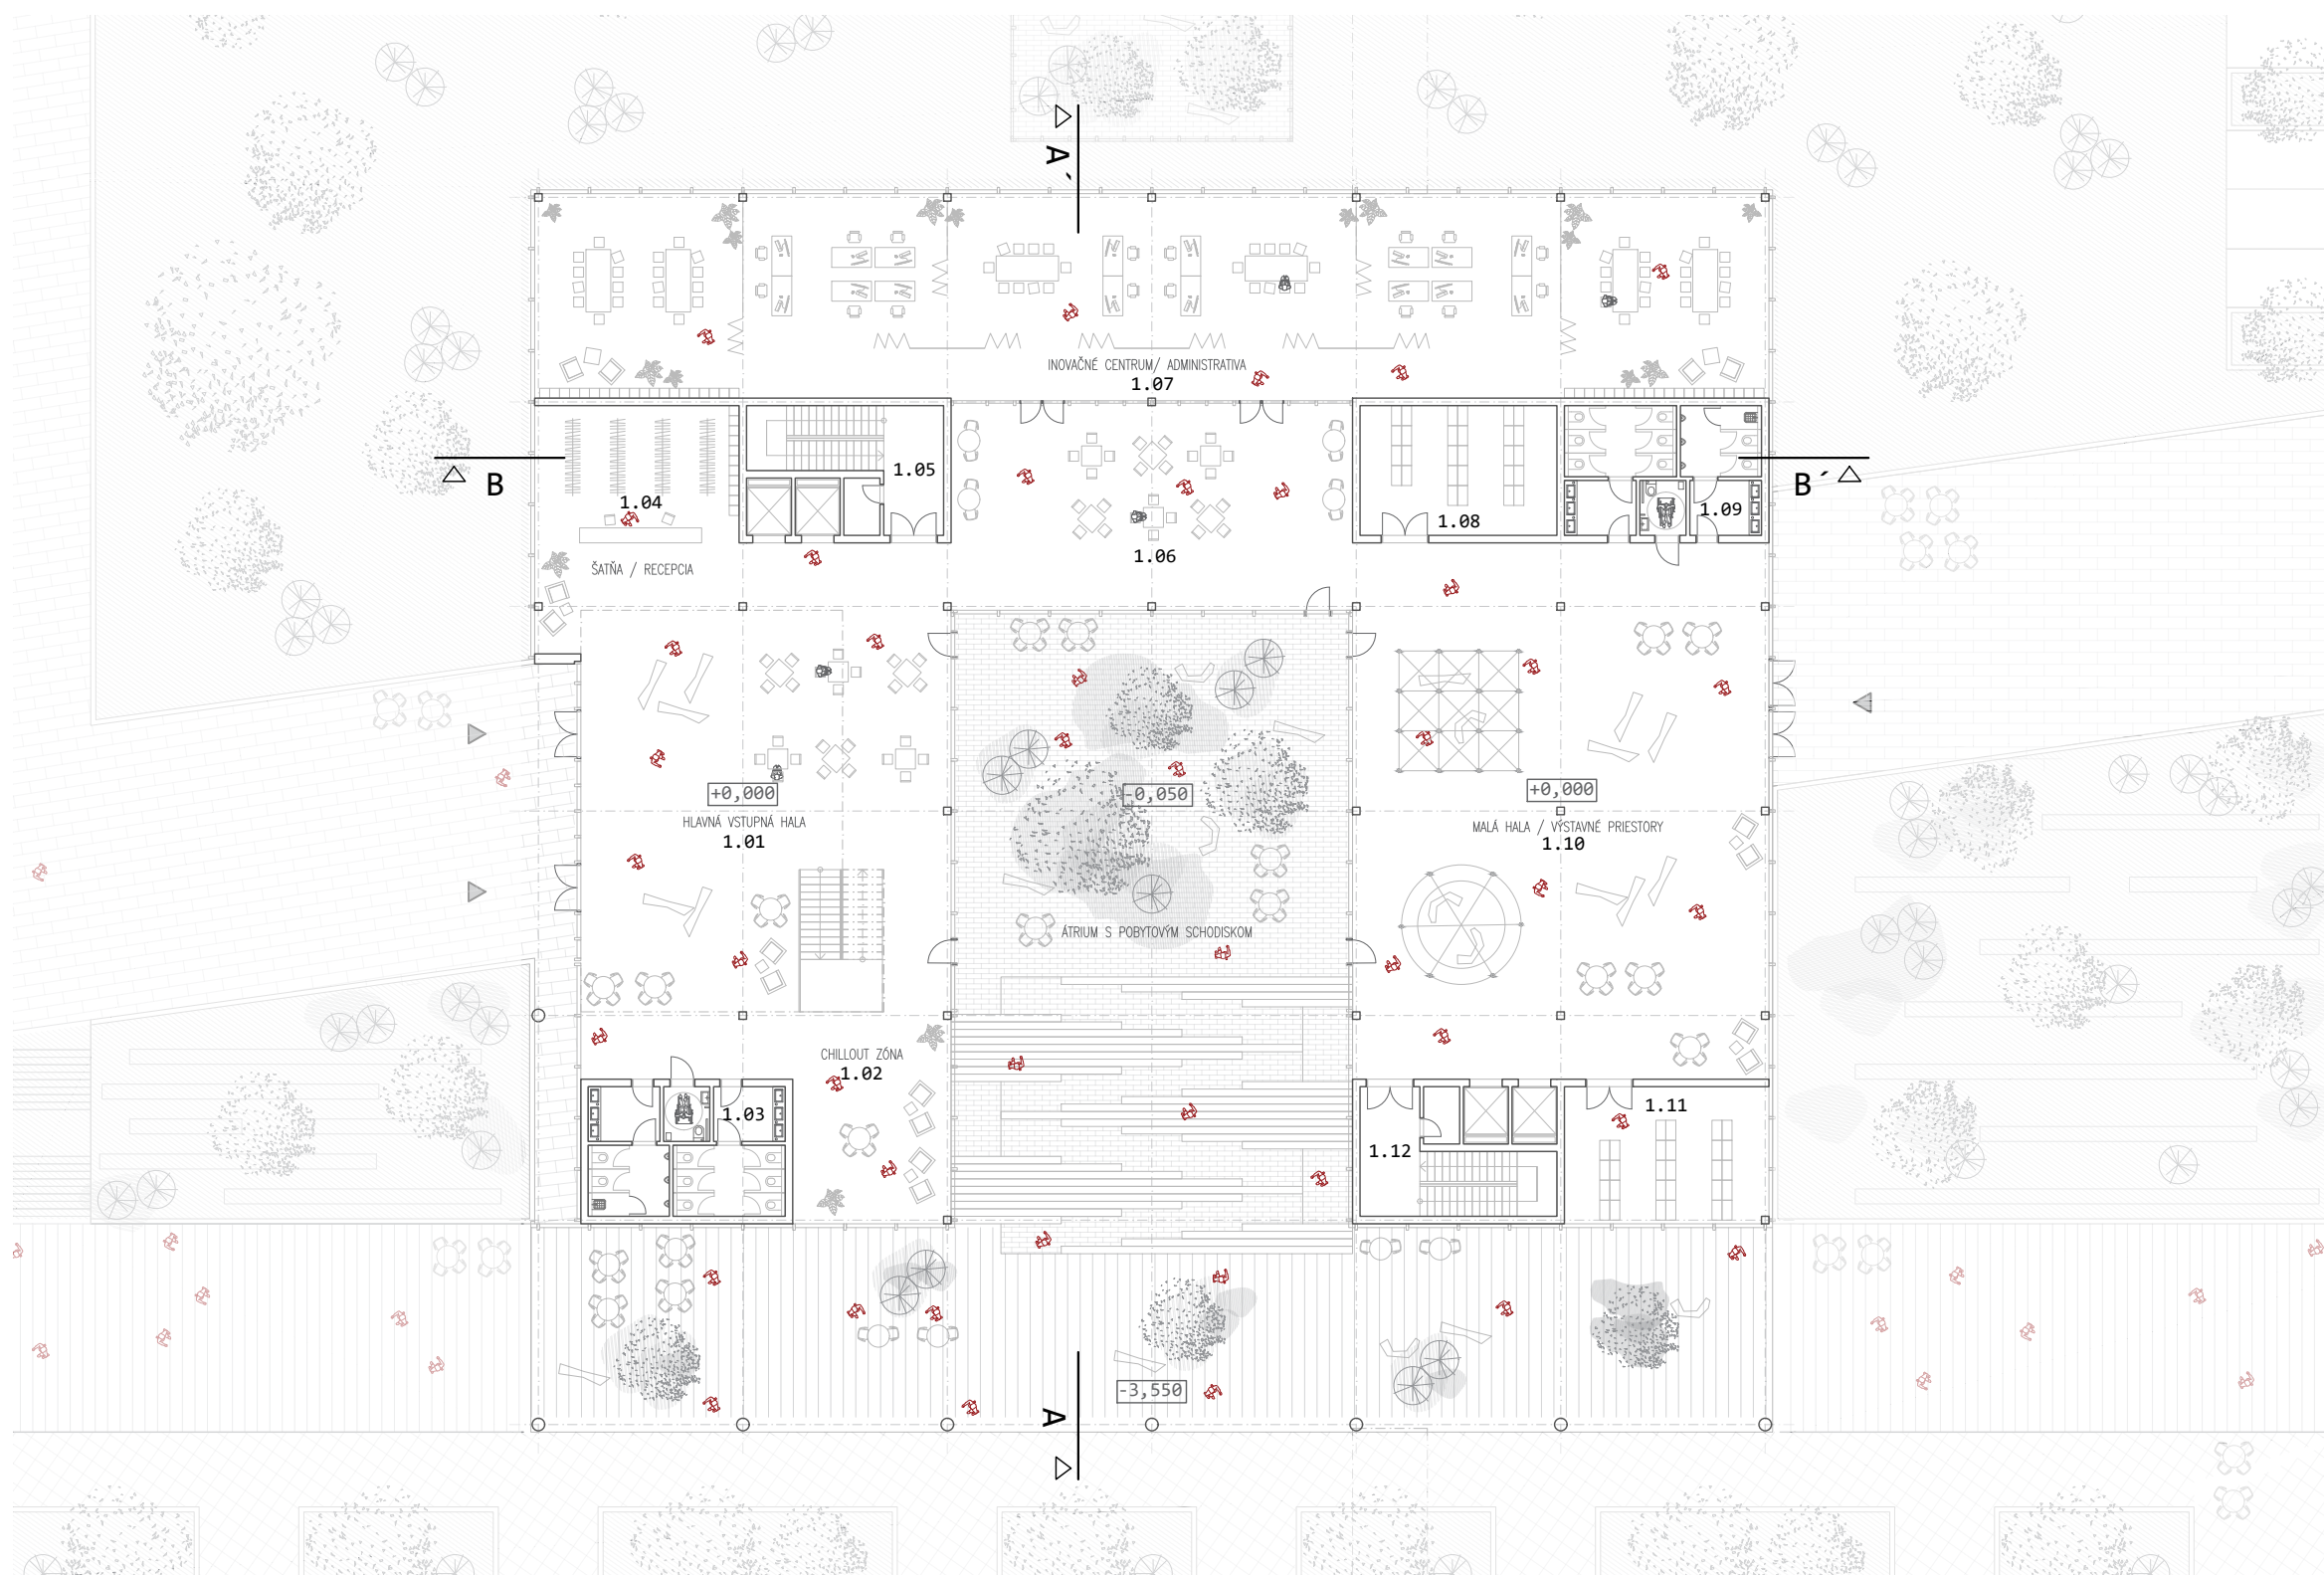 A´
INOVAČNÉ CENTRUM/ ADMINISTRATIVA
1.07
B
1.04
1.05
1.08
1.09
B´
ŠATŇA / RECEPCIA
1.06
+0,000
-0,050
+0,000
HLAVNÁ VSTUPNÁ HALA
1.01
MALÁ HALA / VÝSTAVNÉ PRIESTORY
1.10
ÁTRIUM S POBYTOVÝM SCHODISKOM
CHILLOUT ZÓNA
1.02
1.03
1.11
1.12
-3,550
A